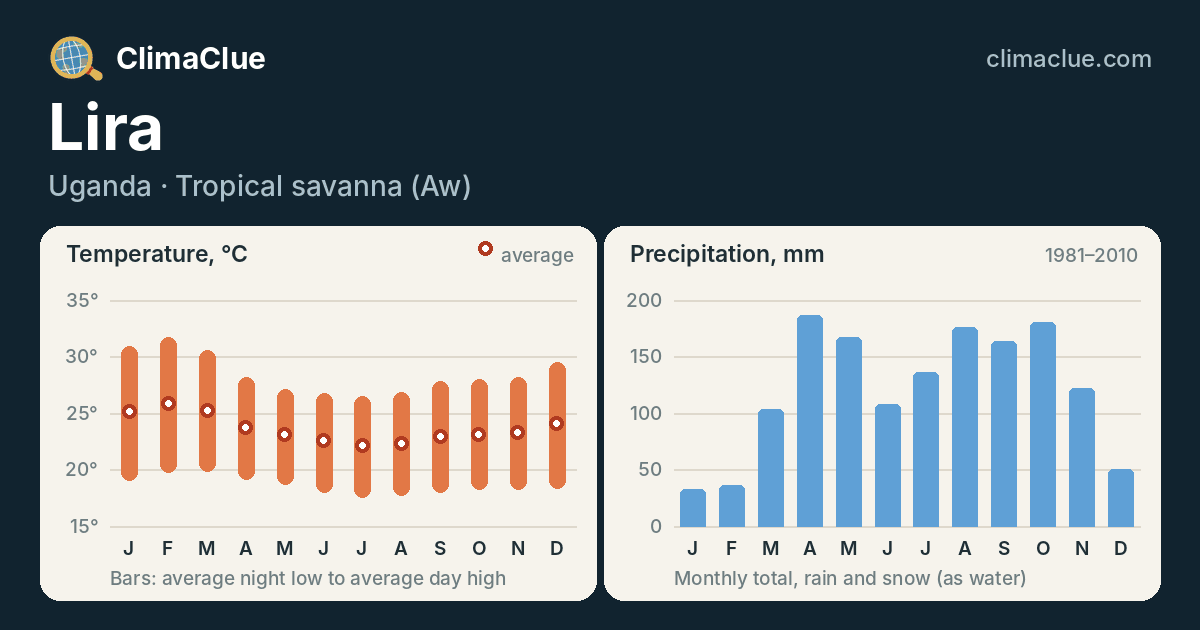 ClimaClue
climaclue.com
Lira
Uganda · Tropical savanna (Aw)
Temperature, °C
average
35°
30°
25°
20°
15°
J F M A M J J A S O N D
Bars: average night low to average day high
Precipitation, mm
1981–2010
200
150
100
50
0
J F M A M J J A S O N D
Monthly total, rain and snow (as water)